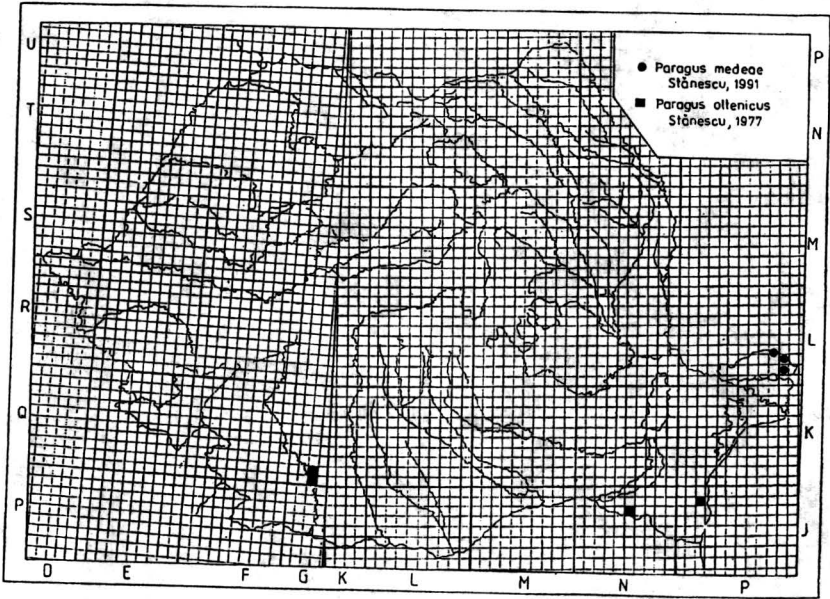 ● Paragus medeae
Stănescu, 1991
■ Paragus oltenicus
Stănescu, 1977
U
T
S
R
Q
P
P
N
M
L
K
J
D E F G K L M N P